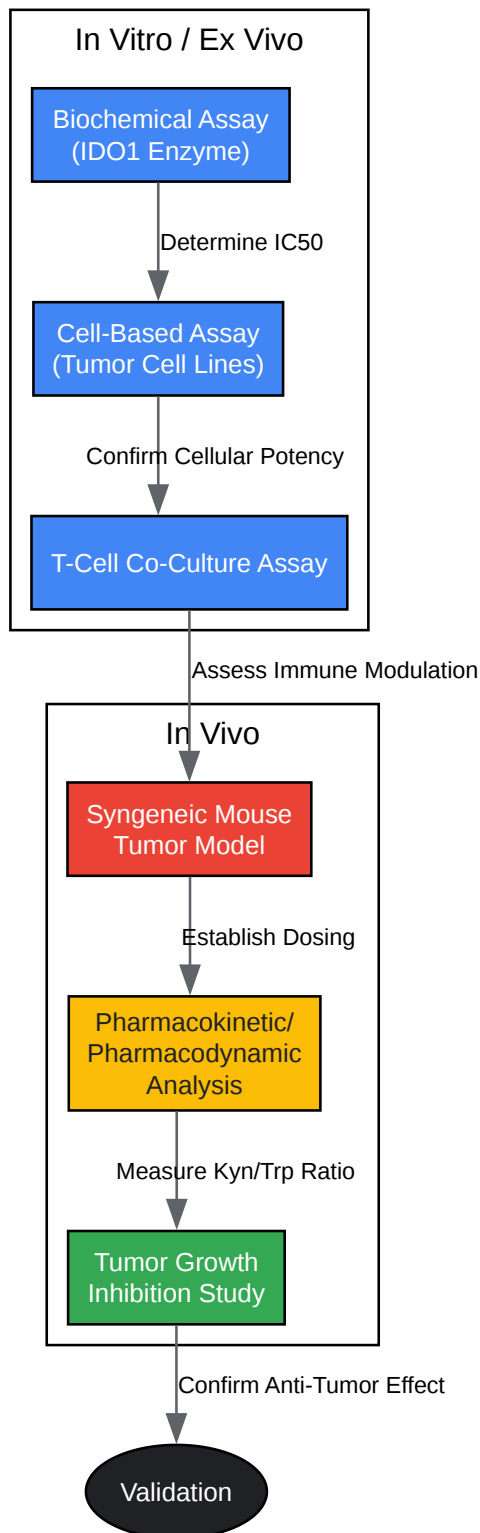 In Vitro / Ex Vivo
Biochemical Assay
(IDO1 Enzyme)
Determine IC50
Cell-Based Assay
(Tumor Cell Lines)
Confirm Cellular Potency
T-Cell Co-Culture Assay
Assess Immune Modulation
In Vivo
Syngeneic Mouse
Tumor Model
Establish Dosing
Pharmacokinetic/
Pharmacodynamic
Analysis
Measure Kyn/Trp Ratio
Tumor Growth
Inhibition Study
Confirm Anti-Tumor Effect
Validation